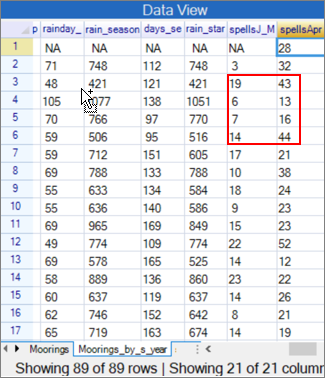 Data View
p rainday_ rain_season days_se rain_star spellsJ_M spellsApr
1 NA NA NA NA NA 28
2 71 748 112 748 3 32
3 48 421 121 421 19 43
4 105 1077 138 1051 6 13
5 70 766 97 770 7 16
6 59 506 95 516 14 44
7 59 712 151 605 17 21
8 69 788 133 788 10 38
9 55 633 134 584 18 24
10 55 636 140 586 9 23
11 69 965 169 849 15 23
12 49 774 109 774 22 52
13 69 578 165 525 14 12
14 58 889 136 860 23 22
15 60 637 119 637 14 26
16 62 746 162 642 8 21
17 65 719 163 674 14 19
Moorings Moorings_by_s_year
Showing 89 of 89 rows | Showing 21 of 21 column